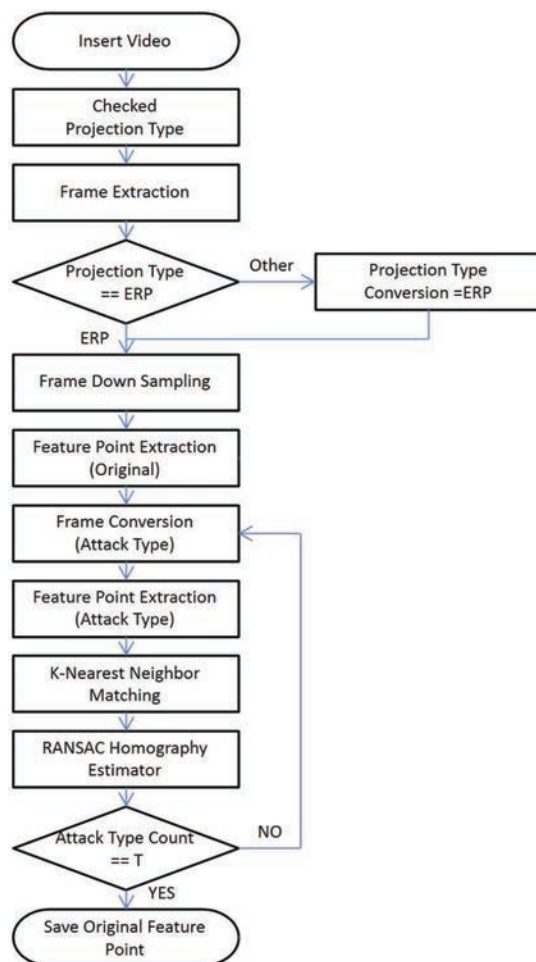 Insert Video
Checked
Projection Type
Frame Extraction
Projection Type
== ERP
Other
Projection Type
Conversion =ERP
ERP
Frame Down Sampling
Feature Point Extraction
(Original)
Frame Conversion
(Attack Type)
Feature Point Extraction
(Attack Type)
K-Nearest Neighbor
Matching
RANSAC Homography
Estimator
Attack Type Count
== T
NO
YES
Save Original Feature
Point